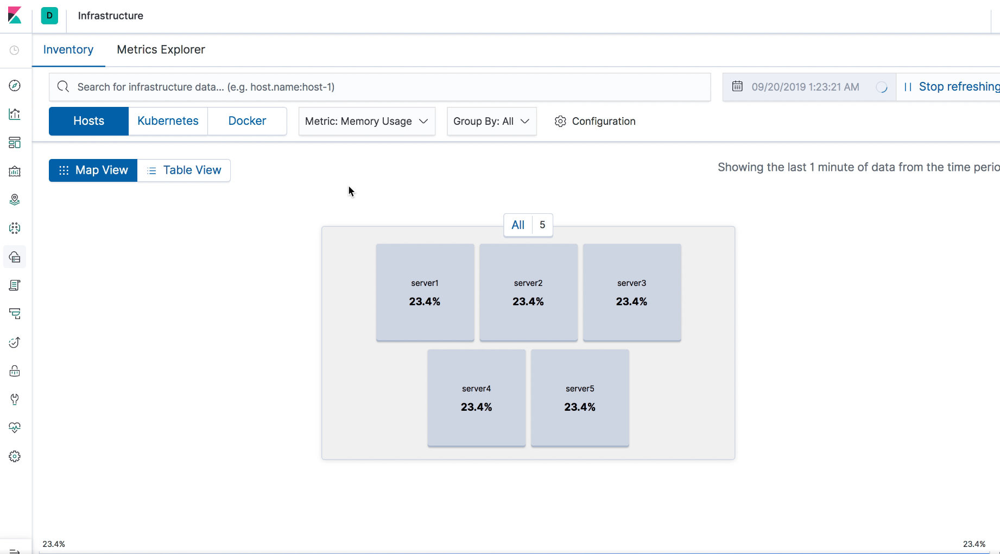 D
Infrastructure
Inventory
Metrics Explorer
Search for infrastructure data... (e.g. host.name:host-1)
09/20/2019 1:23:21 AM
Stop refreshing
Hosts
Kubernetes
Docker
Metric: Memory Usage
Group By: All
Configuration
Map View
Table View
Showing the last 1 minute of data from the time perio
All
5
server1
23.4%
server2
23.4%
server3
23.4%
server4
23.4%
server5
23.4%
23.4%
23.4%